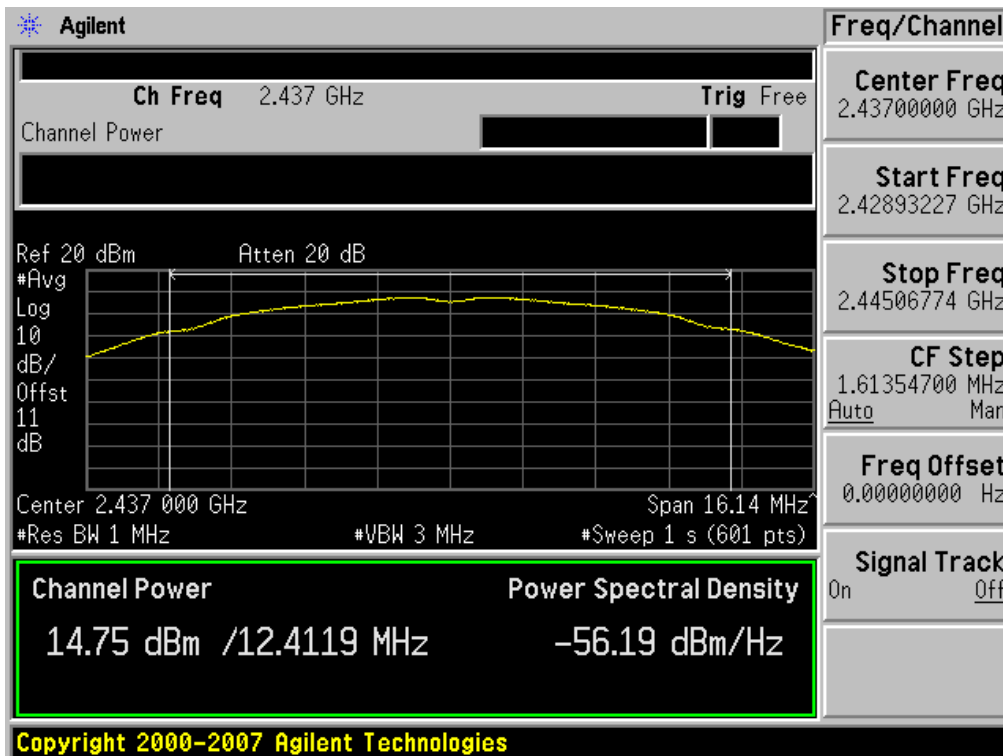 Agilent
Freq/Channel
Ch Freq 2.437 GHz Trig Free
Channel Power
Center Freq
2.43700000 GHz
Start Freq
2.42893227 GHz
Stop Freq
2.44506774 GHz
CF Step
1.61354700 MHz
Auto Man
Freq Offset
0.00000000 Hz
Signal Track
On Off
Ref 20 dBm Atten 20 dB
#Avg
Log
10
dB/
Offst
11
dB
Center 2.437 000 GHz Span 16.14 MHz^
#Res BW 1 MHz #VBW 3 MHz #Sweep 1 s (601 pts)
Channel Power Power Spectral Density
14.75 dBm /12.4119 MHz -56.19 dBm/Hz
Copyright 2000-2007 Agilent Technologies